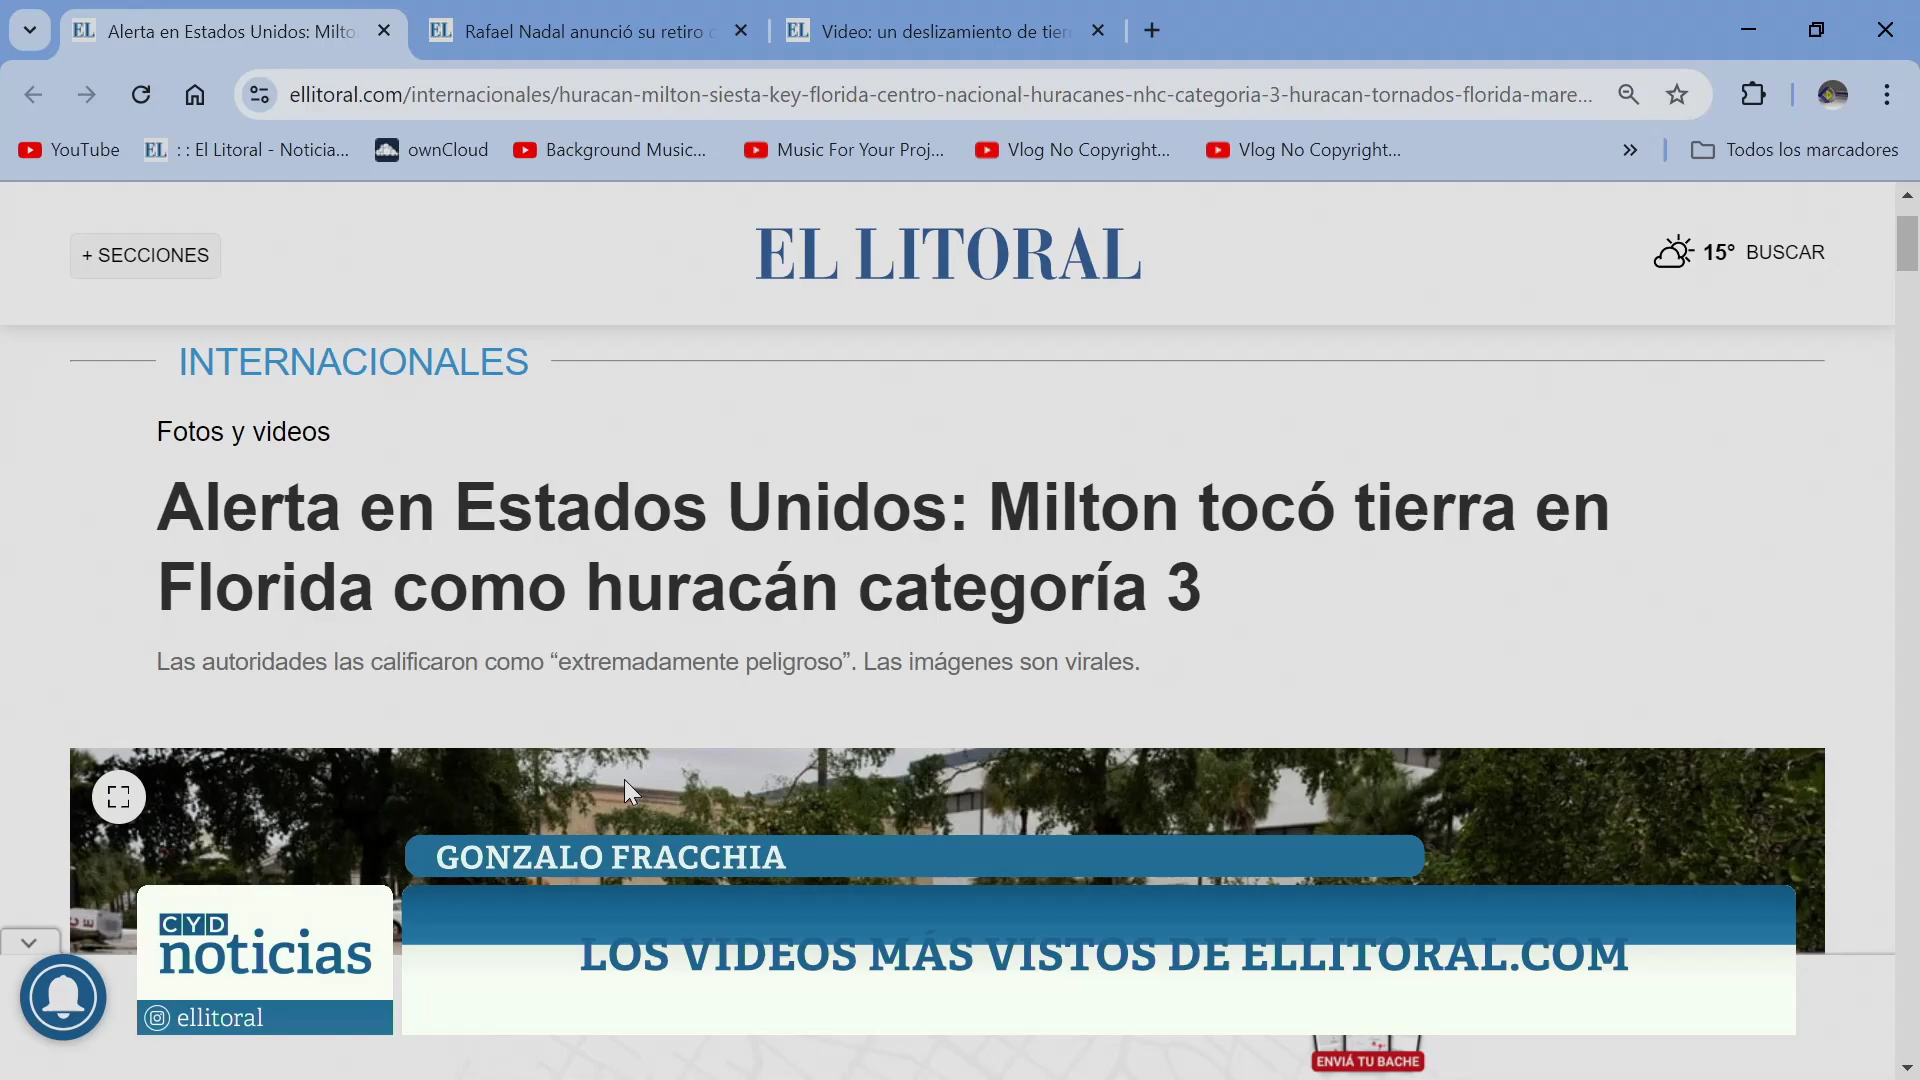 EL Alerta en Estados Unidos: Milto
EL Rafael Nadal anunció su retiro
EL Video: un deslizamiento de tier
ellitoral.com/internacionales/huracan-milton-siesta-key-florida-centro-nacional-huracanes-nhc-categoria-3-huracan-tornados-florida-mare...
YouTube
EL : : El Litoral - Noticia...
ownCloud
Background Music...
Music For Your Proj...
Vlog No Copyright...
Vlog No Copyright...
Todos los marcadores
+ SECCIONES
EL LITORAL
15° BUSCAR
INTERNACIONALES
Fotos y videos
Alerta en Estados Unidos: Milton tocó tierra en
Florida como huracán categoría 3
Las autoridades las calificaron como “extremadamente peligroso”. Las imágenes son virales.
GONZALO FRACCHIA
CYD
noticias
LOS VIDEOS MÁS VISTOS DE ELLITORAL.COM
ellitoral
ENVIÁ TU BACHE